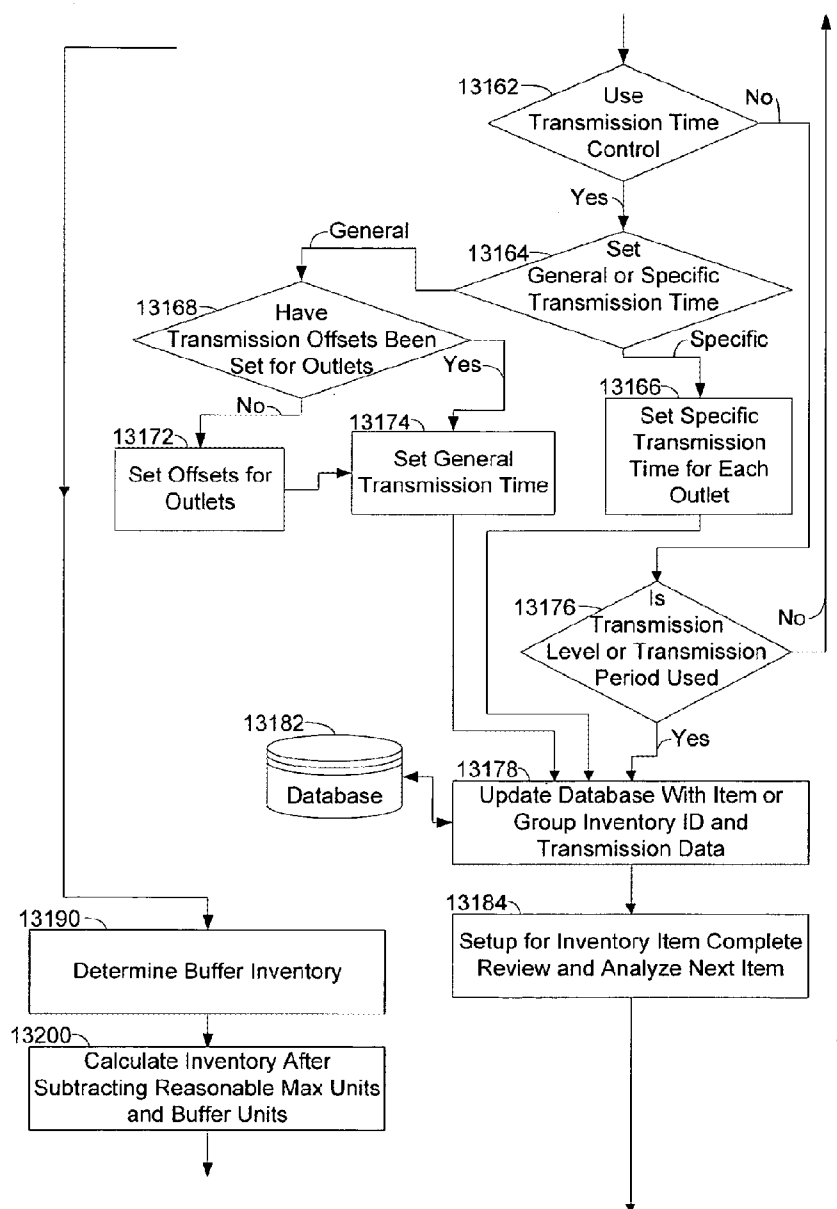 13162
Use
Transmission Time
Control
No
Yes
General
13164
Set
General or Specific
Transmission Time
13168
Have
Transmission Offsets Been
Set for Outlets
Specific
Yes
No
13166
Set Specific
Transmission
Time for Each
Outlet
13172
Set Offsets for
Outlets
13174
Set General
Transmission Time
13176
Is
Transmission
Level or Transmission
Period Used
No
Yes
13182
Database
13178
Update Database With Item or
Group Inventory ID and
Transmission Data
13184
Setup for Inventory Item Complete
Review and Analyze Next Item
13190
Determine Buffer Inventory
13200
Calculate Inventory After
Subtracting Reasonable Max Units
and Buffer Units